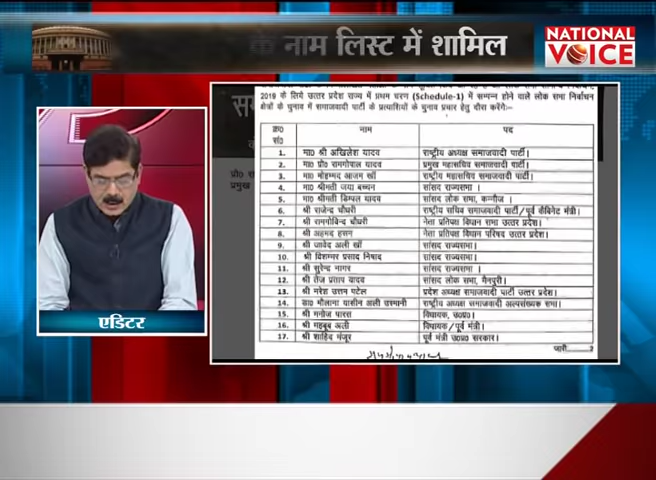 के नाम लिस्ट में शामिल
NATIONAL
VOICE
2019 के लिये उत्तर प्रदेश राज्य में प्रथम चरण (Schedule-1) में सम्पन्न होने वाले लोक सभा निर्वाचन
क्षेत्रों के चुनाव में समाजवादी पार्टी के प्रत्याशियों के चुनाव प्रचार हेतु दौरा करेंगे:-
क्र0 सं0 नाम पद
1. मा0 श्री अखिलेश यादव राष्ट्रीय अध्यक्ष समाजवादी पार्टी।
2. मा0 प्रो0 रामगोपाल यादव प्रमुख महासचिव समाजवादी पार्टी।
3. मा0 मोहम्मद आजम खाँ राष्ट्रीय महासचिव समाजवादी पार्टी।
4. मा0 श्रीमती जया बच्चन सांसद राज्यसभा ।
5. मा0 श्रीमती डिम्पल यादव सांसद लोक सभा, कन्नौज ।
6. श्री राजेन्द्र चौधरी राष्ट्रीय सचिव समाजवादी पार्टी/पूर्व कैबिनेट मंत्री।
7. श्री रामगोविन्द चौधरी नेता प्रतिपक्ष विधान सभा उत्तर प्रदेश।
8. श्री अहमद हसन नेता प्रतिपक्ष विधान परिषद उत्तर प्रदेश।
9. श्री जावेद अली खाँ सांसद राज्यसभा।
10. श्री विशम्भर प्रसाद निषाद सांसद राज्यसभा ।
11. श्री सुरेन्द्र नागर सांसद राज्यसभा ।
12. श्री तेज प्रताप यादव सांसद लोक सभा, मैनपुरी।
13. श्री नरेश उत्तम पटेल प्रदेश अध्यक्ष समाजवादी पार्टी उत्तर प्रदेश।
14. डा0 मौलाना यासीन अली उस्मानी राष्ट्रीय अध्यक्ष समाजवादी अल्पसंख्यक सभा।
15. श्री मनोज पारस विधायक, उ0प्र0।
16. श्री महबूब अली विधायक/पूर्व मंत्री।
17. श्री शाहिद मंजूर पूर्व मंत्री उ0प्र0 सरकार।
जारी 2
एडिटर